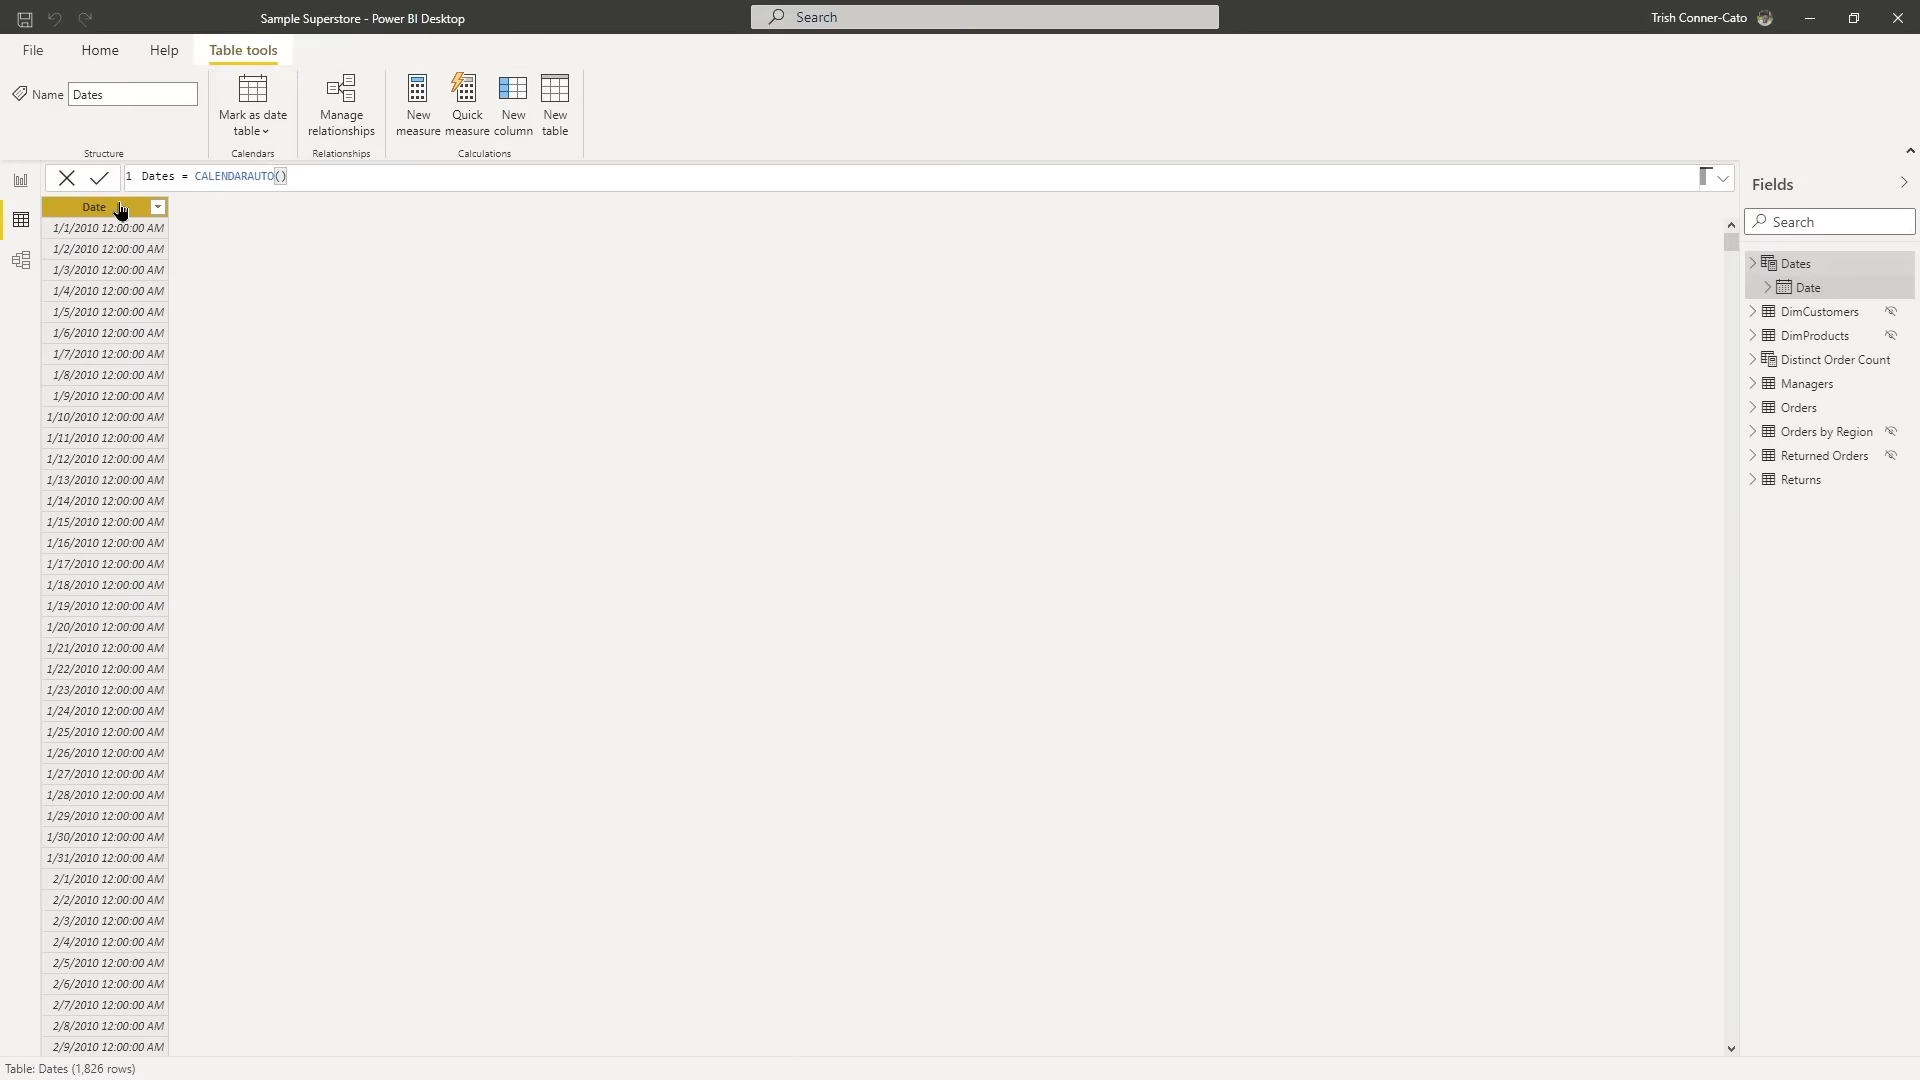 Sample Superstore - Power BI Desktop
Search
Trish Conner-Cato
File
Home
Help
Table tools
Name
Dates
Mark as date
table
Manage
relationships
New
measure
Quick
measure
New
column
New
table
Structure
Calendars
Relationships
Calculations
1 Dates = CALENDARAUTO()
Date
1/1/2010 12:00:00 AM
1/2/2010 12:00:00 AM
1/3/2010 12:00:00 AM
1/4/2010 12:00:00 AM
1/5/2010 12:00:00 AM
1/6/2010 12:00:00 AM
1/7/2010 12:00:00 AM
1/8/2010 12:00:00 AM
1/9/2010 12:00:00 AM
1/10/2010 12:00:00 AM
1/11/2010 12:00:00 AM
1/12/2010 12:00:00 AM
1/13/2010 12:00:00 AM
1/14/2010 12:00:00 AM
1/15/2010 12:00:00 AM
1/16/2010 12:00:00 AM
1/17/2010 12:00:00 AM
1/18/2010 12:00:00 AM
1/19/2010 12:00:00 AM
1/20/2010 12:00:00 AM
1/21/2010 12:00:00 AM
1/22/2010 12:00:00 AM
1/23/2010 12:00:00 AM
1/24/2010 12:00:00 AM
1/25/2010 12:00:00 AM
1/26/2010 12:00:00 AM
1/27/2010 12:00:00 AM
1/28/2010 12:00:00 AM
1/29/2010 12:00:00 AM
1/30/2010 12:00:00 AM
1/31/2010 12:00:00 AM
2/1/2010 12:00:00 AM
2/2/2010 12:00:00 AM
2/3/2010 12:00:00 AM
2/4/2010 12:00:00 AM
2/5/2010 12:00:00 AM
2/6/2010 12:00:00 AM
2/7/2010 12:00:00 AM
2/8/2010 12:00:00 AM
2/9/2010 12:00:00 AM
Fields
Search
Dates
Date
DimCustomers
DimProducts
Distinct Order Count
Managers
Orders
Orders by Region
Returned Orders
Returns
Table: Dates (1,826 rows)